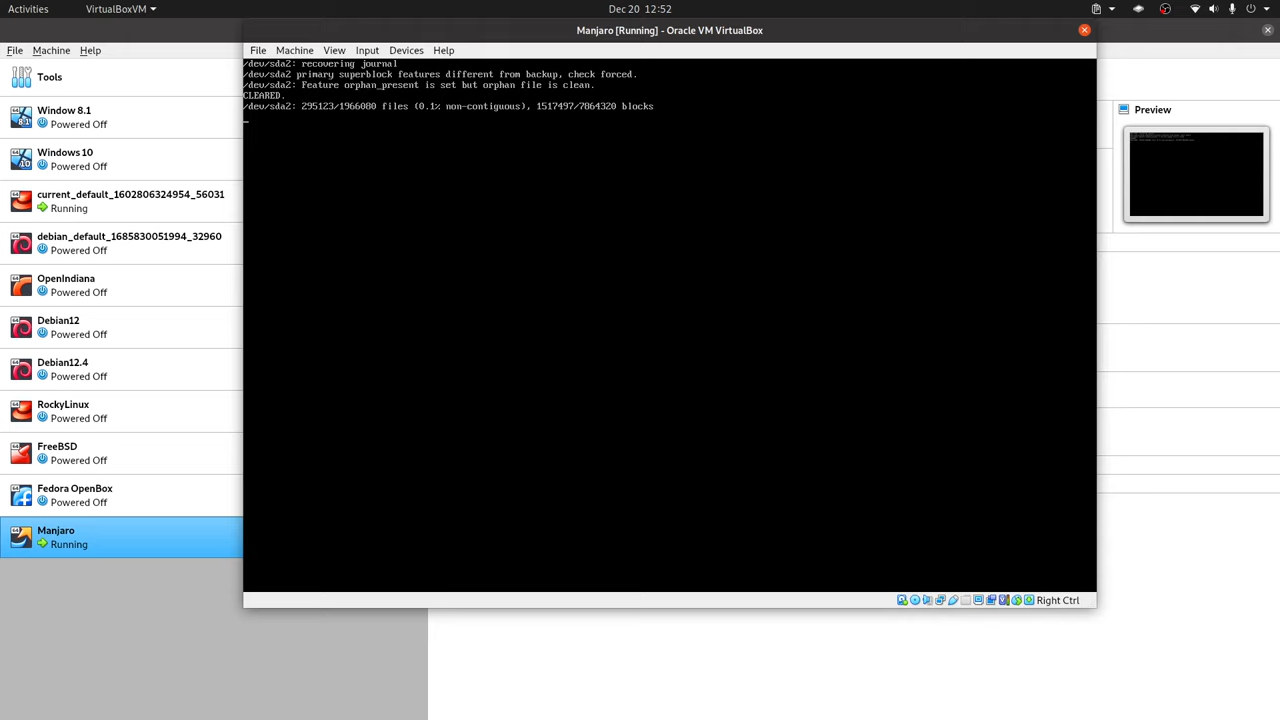 Activities
VirtualBoxVM
Dec 20 12:52
Manjaro [Running] - Oracle VM VirtualBox
File Machine Help
File Machine View Input Devices Help
/dev/sda2: recovering journal
/dev/sda2 primary superblock features different from backup, check forced.
/dev/sda2: Feature orphan_present is set but orphan file is clean.
CLEARED.
/dev/sda2: 295123/1966080 files (0.1% non-contiguous), 1517497/7864320 blocks
Tools
Window 8.1
Powered Off
Windows 10
Powered Off
current_default_1602806324954_56031
Running
debian_default_1685830051994_32960
Powered Off
OpenIndiana
Powered Off
Debian12
Powered Off
Debian12.4
Powered Off
RockyLinux
Powered Off
FreeBSD
Powered Off
Fedora OpenBox
Powered Off
Manjaro
Running
Preview
Right Ctrl